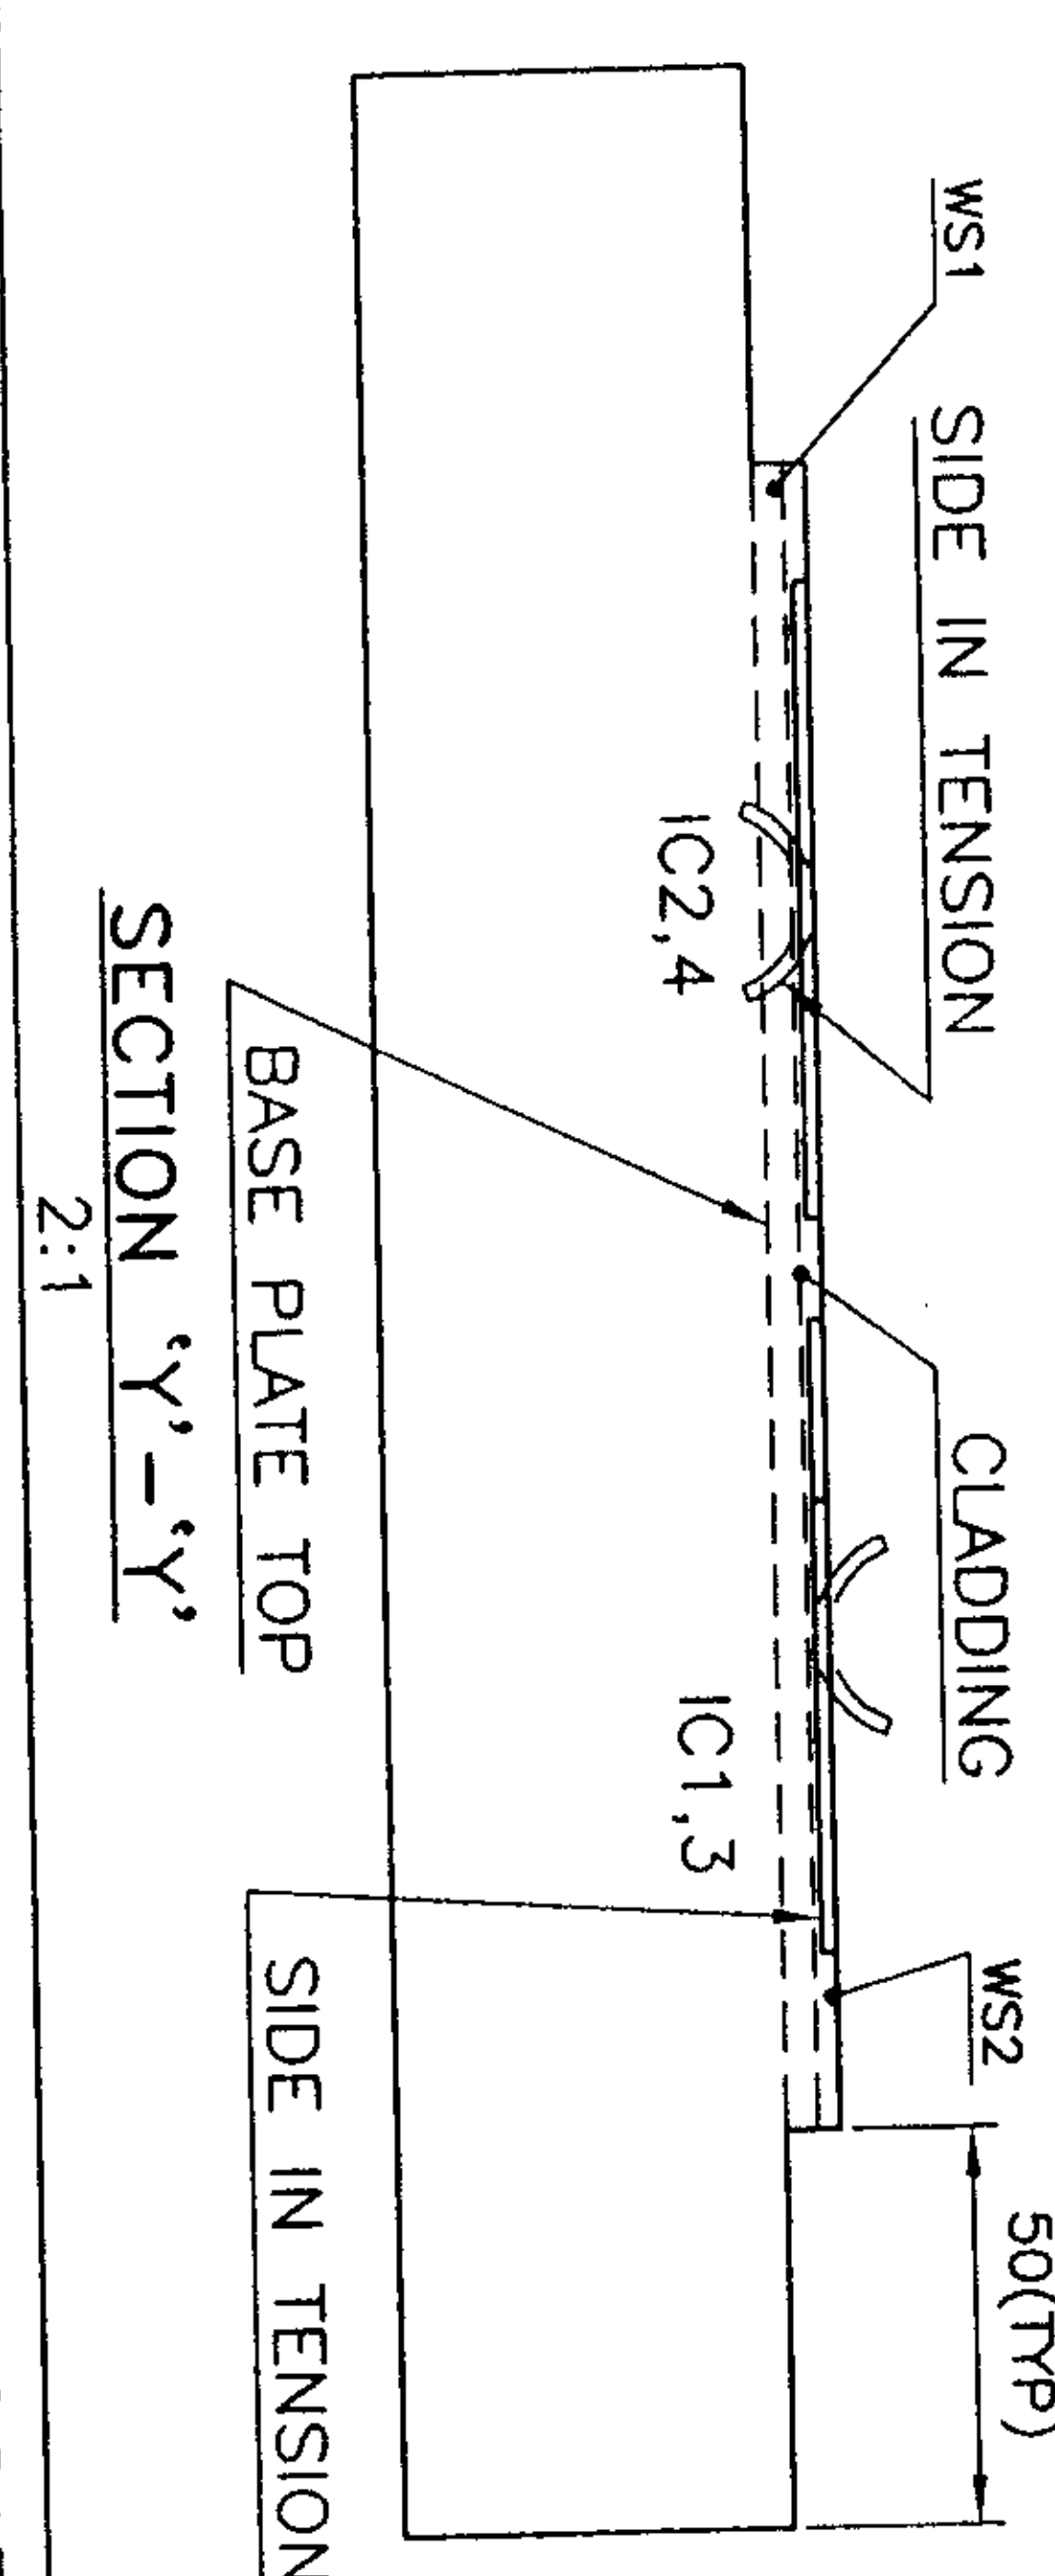 WS1
SIDE IN TENSION
CLADDING
WS2
50(TYP)
IC2,4
IC1,3
BASE PLATE TOP
SIDE IN TENSION
SECTION ‘Y’-‘Y’
2:1